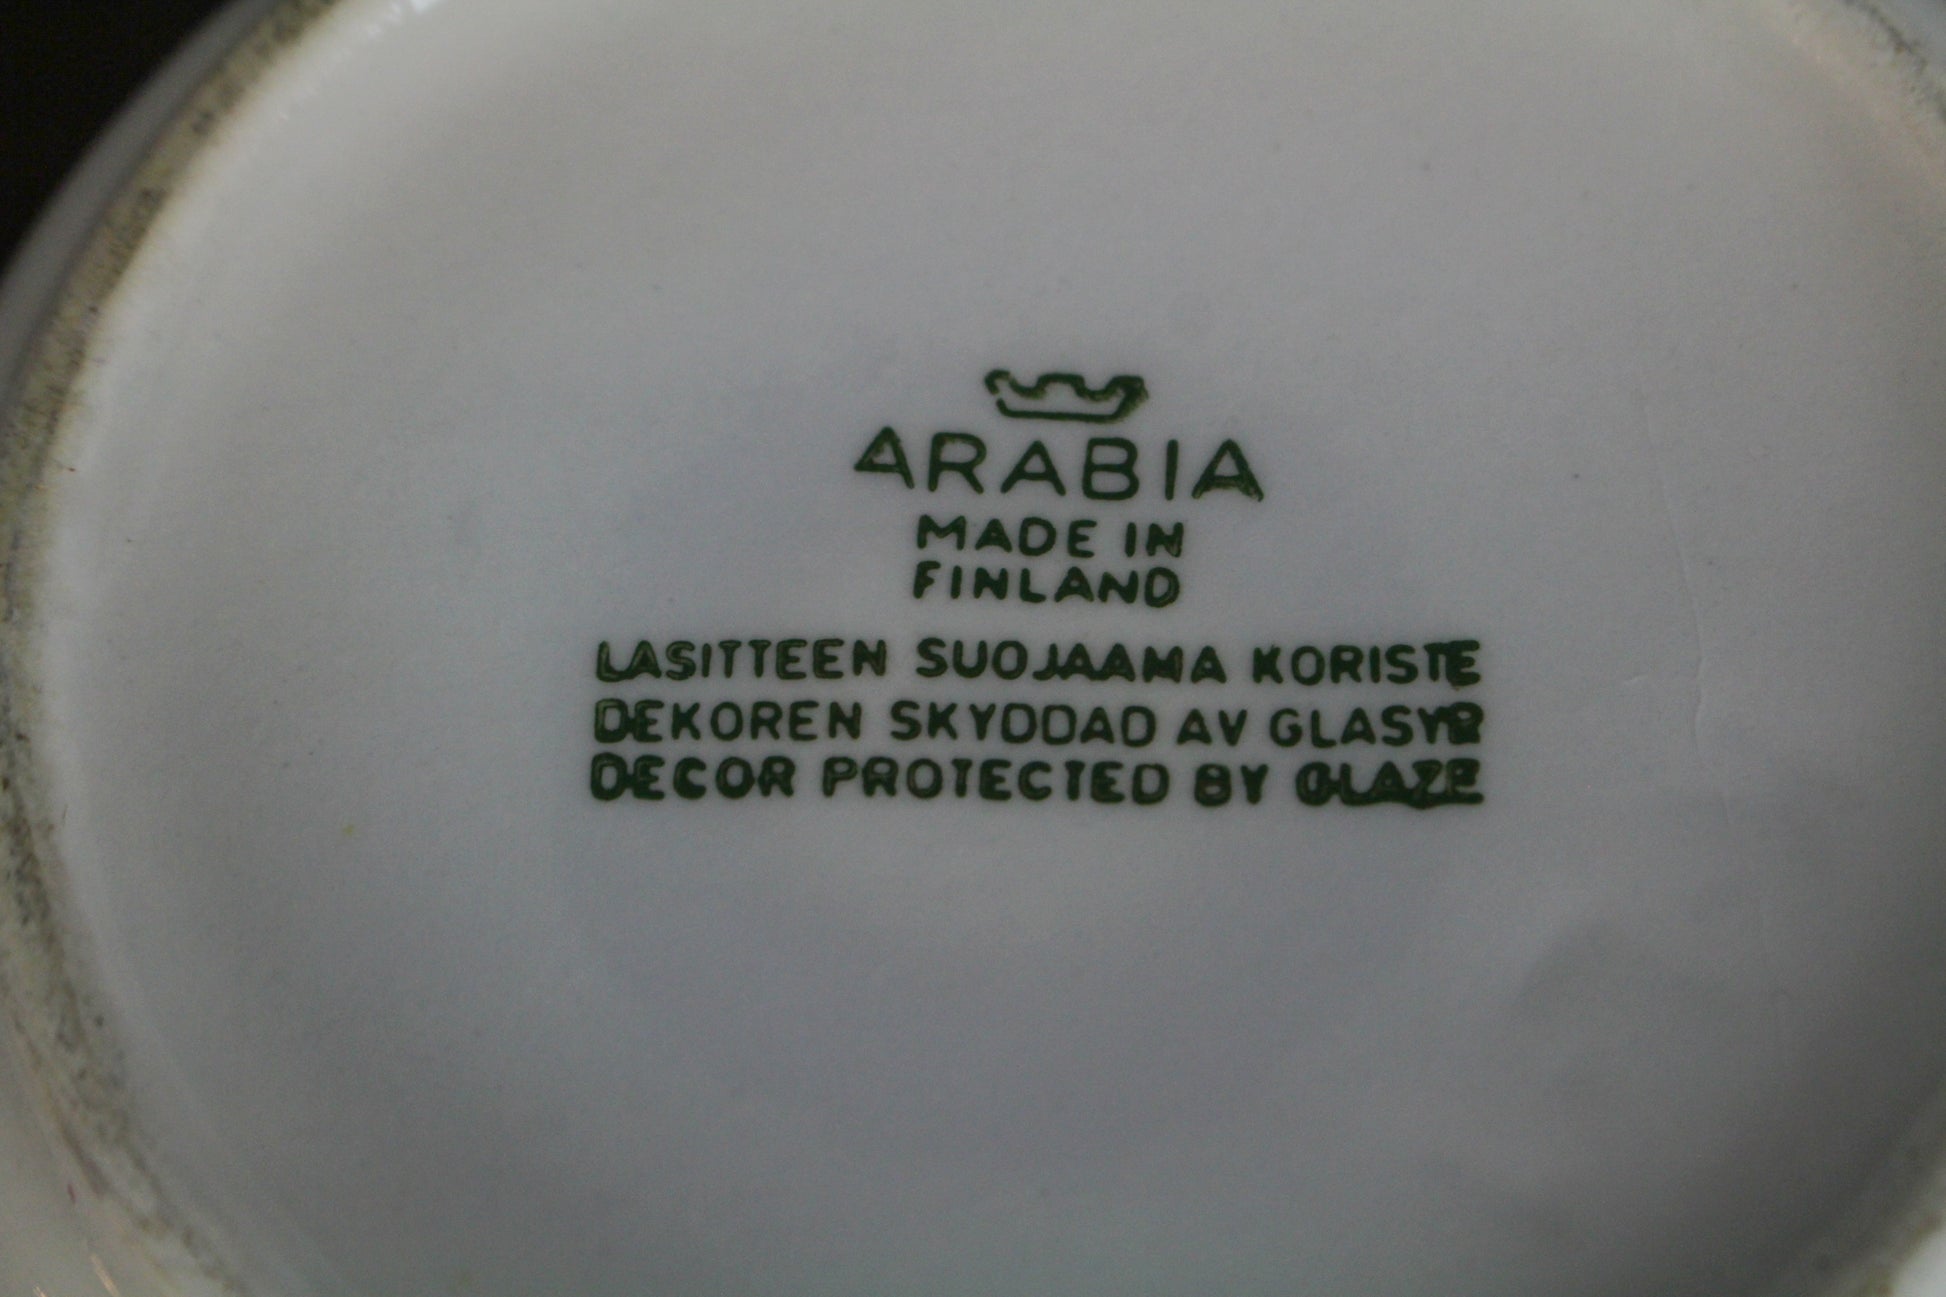 ARABIA
MADE IN
FINLAND
LASITTEEN SUOJAAMA KORISTE
DEKOREN SKYDDAD AV GLASYR
DECOR PROTECTED BY GLAZE